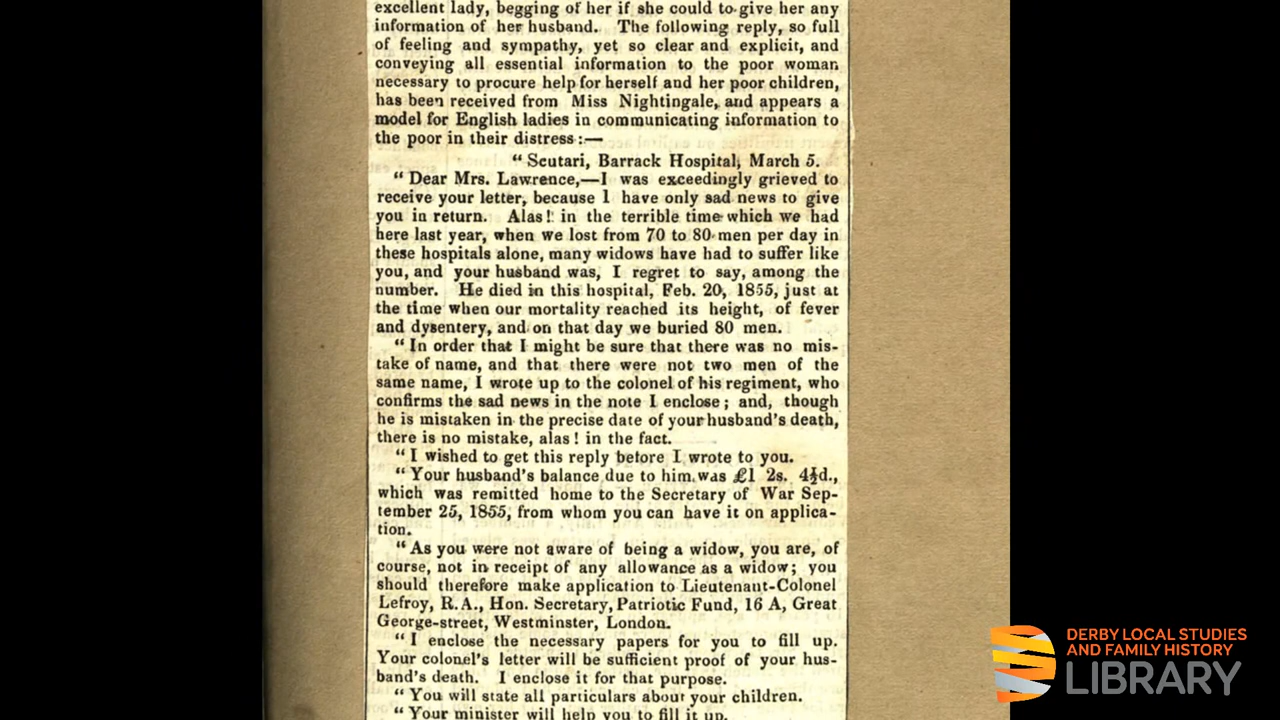 excellent lady, begging of her if she could to give her any
information of her husband. The following reply, so full
of feeling and sympathy, yet so clear and explicit, and
conveying all essential information to the poor woman
necessary to procure help for herself and her poor children,
has been received from Miss Nightingale, and appears a
model for English ladies in communicating information to
the poor in their distress:—
“ Scutari, Barrack Hospital, March 5.
“ Dear Mrs. Lawrence,—I was exceedingly grieved to
receive your letter, because I have only sad news to give
you in return. Alas! in the terrible time which we had
here last year, when we lost from 70 to 80 men per day in
these hospitals alone, many widows have had to suffer like
you, and your husband was, I regret to say, among the
number. He died in this hospital, Feb. 20, 1855, just at
the time when our mortality reached its height, of fever
and dysentery, and on that day we buried 80 men.
“ In order that I might be sure that there was no mis-
take of name, and that there were not two men of the
same name, I wrote up to the colonel of his regiment, who
confirms the sad news in the note I enclose; and, though
he is mistaken in the precise date of your husband's death,
there is no mistake, alas! in the fact.
“ I wished to get this reply before I wrote to you.
“ Your husband's balance due to him was £1 2s. 4½d.,
which was remitted home to the Secretary of War Sep-
tember 25, 1855, from whom you can have it on applica-
tion.
“ As you were not aware of being a widow, you are, of
course, not in receipt of any allowance as a widow; you
should therefore make application to Lieutenant-Colonel
Lefroy, R.A., Hon. Secretary, Patriotic Fund, 16 A, Great
George-street, Westminster, London.
“ I enclose the necessary papers for you to fill up.
Your colonel's letter will be sufficient proof of your hus-
band's death. I enclose it for that purpose.
“ You will state all particulars about your children.
“ Your minister will help you to fill it up.
DERBY LOCAL STUDIES
AND FAMILY HISTORY
LIBRARY